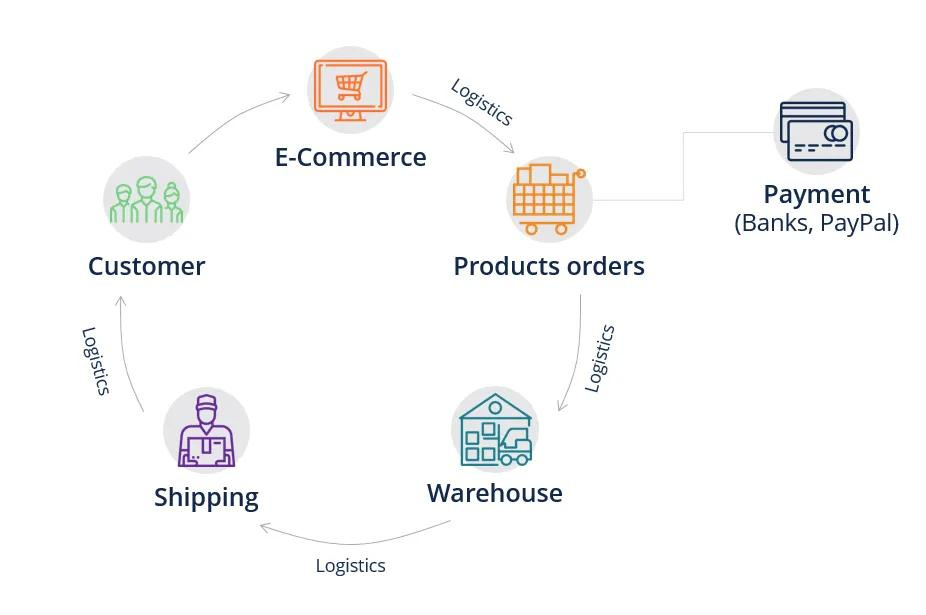 E-Commerce
Logistics
Products orders
Payment
(Banks, PayPal)
Customer
Logistics
Logistics
Warehouse
Shipping
Logistics